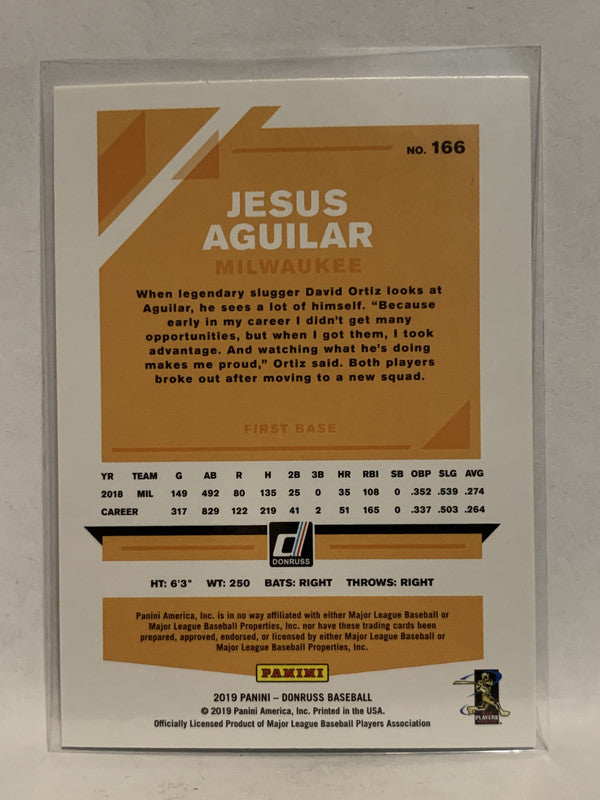 NO. 166
JESUS
AGUILAR
MILWAUKEE
When legendary slugger David Ortiz looks at
Aguilar, he sees a lot of himself. "Because
early in my career I didn't get many
opportunities, but when I got them, I took
advantage. And watching what he's doing
makes me proud," Ortiz said. Both players
broke out after moving to a new squad.
FIRST BASE
YR TEAM G AB R H 2B 3B HR RBI SB OBP SLG AVG
2018 MIL 149 492 80 135 25 0 35 108 0 .352 .539 .274
CAREER 317 829 122 219 41 2 51 165 0 .337 .503 .264
DONRUSS
HT: 6'3" WT: 250 BATS: RIGHT THROWS: RIGHT
Panini America, Inc. is in no way affiliated with either Major League Baseball or
Major League Baseball Properties, Inc. nor have these trading cards been
prepared, approved, endorsed, or licensed by either Major League Baseball or
Major League Baseball Properties, Inc.
PANINI
2019 PANINI – DONRUSS BASEBALL
© 2019 Panini America, Inc. Printed in the USA.
Officially Licensed Product of Major League Baseball Players Association
PLAYERS